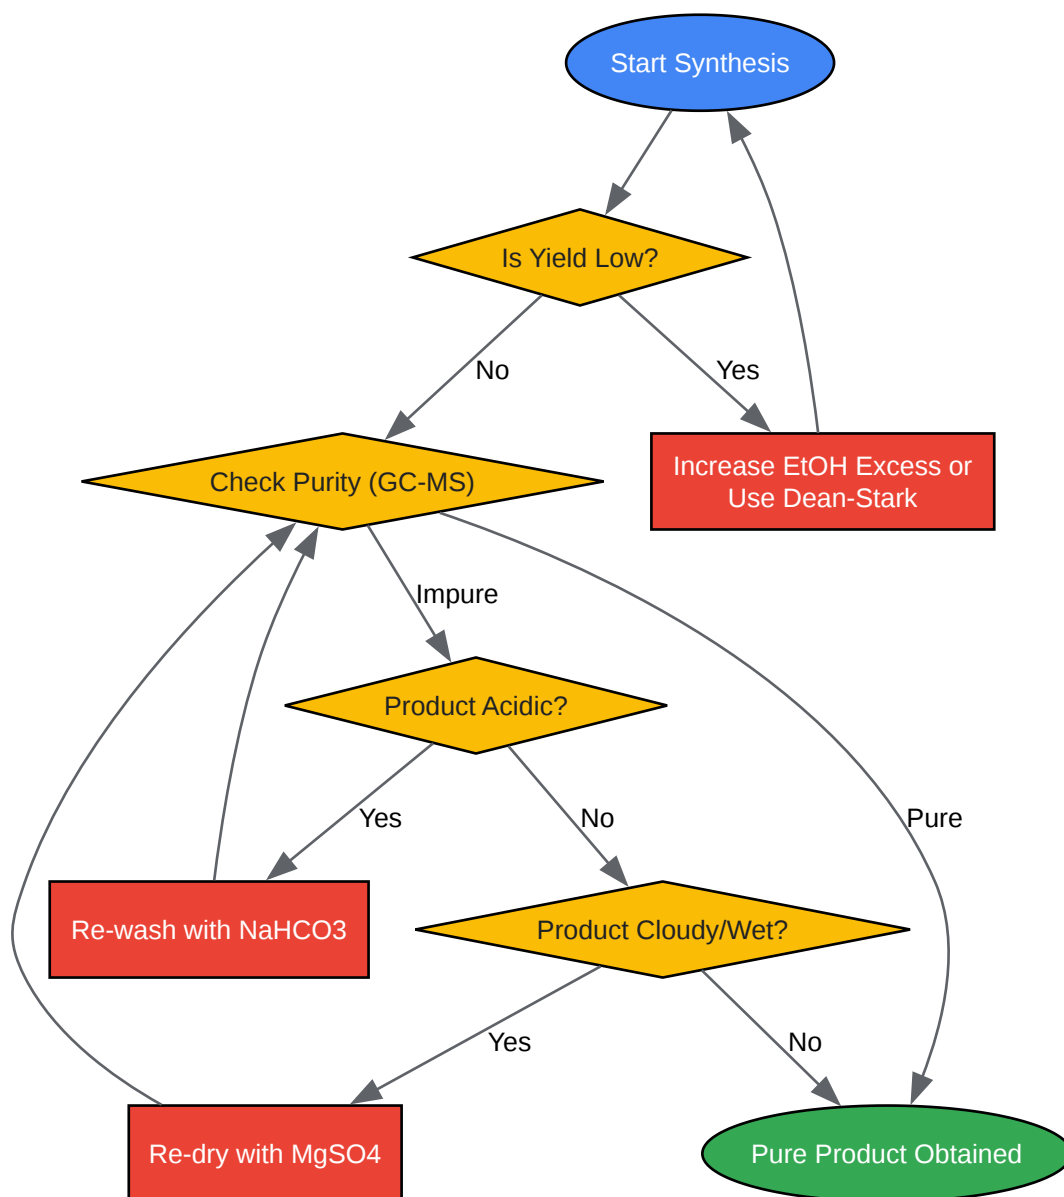 Start Synthesis
Is Yield Low?
No
Yes
Increase EtOH Excess or
Use Dean-Stark
Check Purity (GC-MS)
Impure
Product Acidic?
Yes
No
Pure
Re-wash with NaHCO3
Product Cloudy/Wet?
Yes
No
Re-dry with MgSO4
Pure Product Obtained